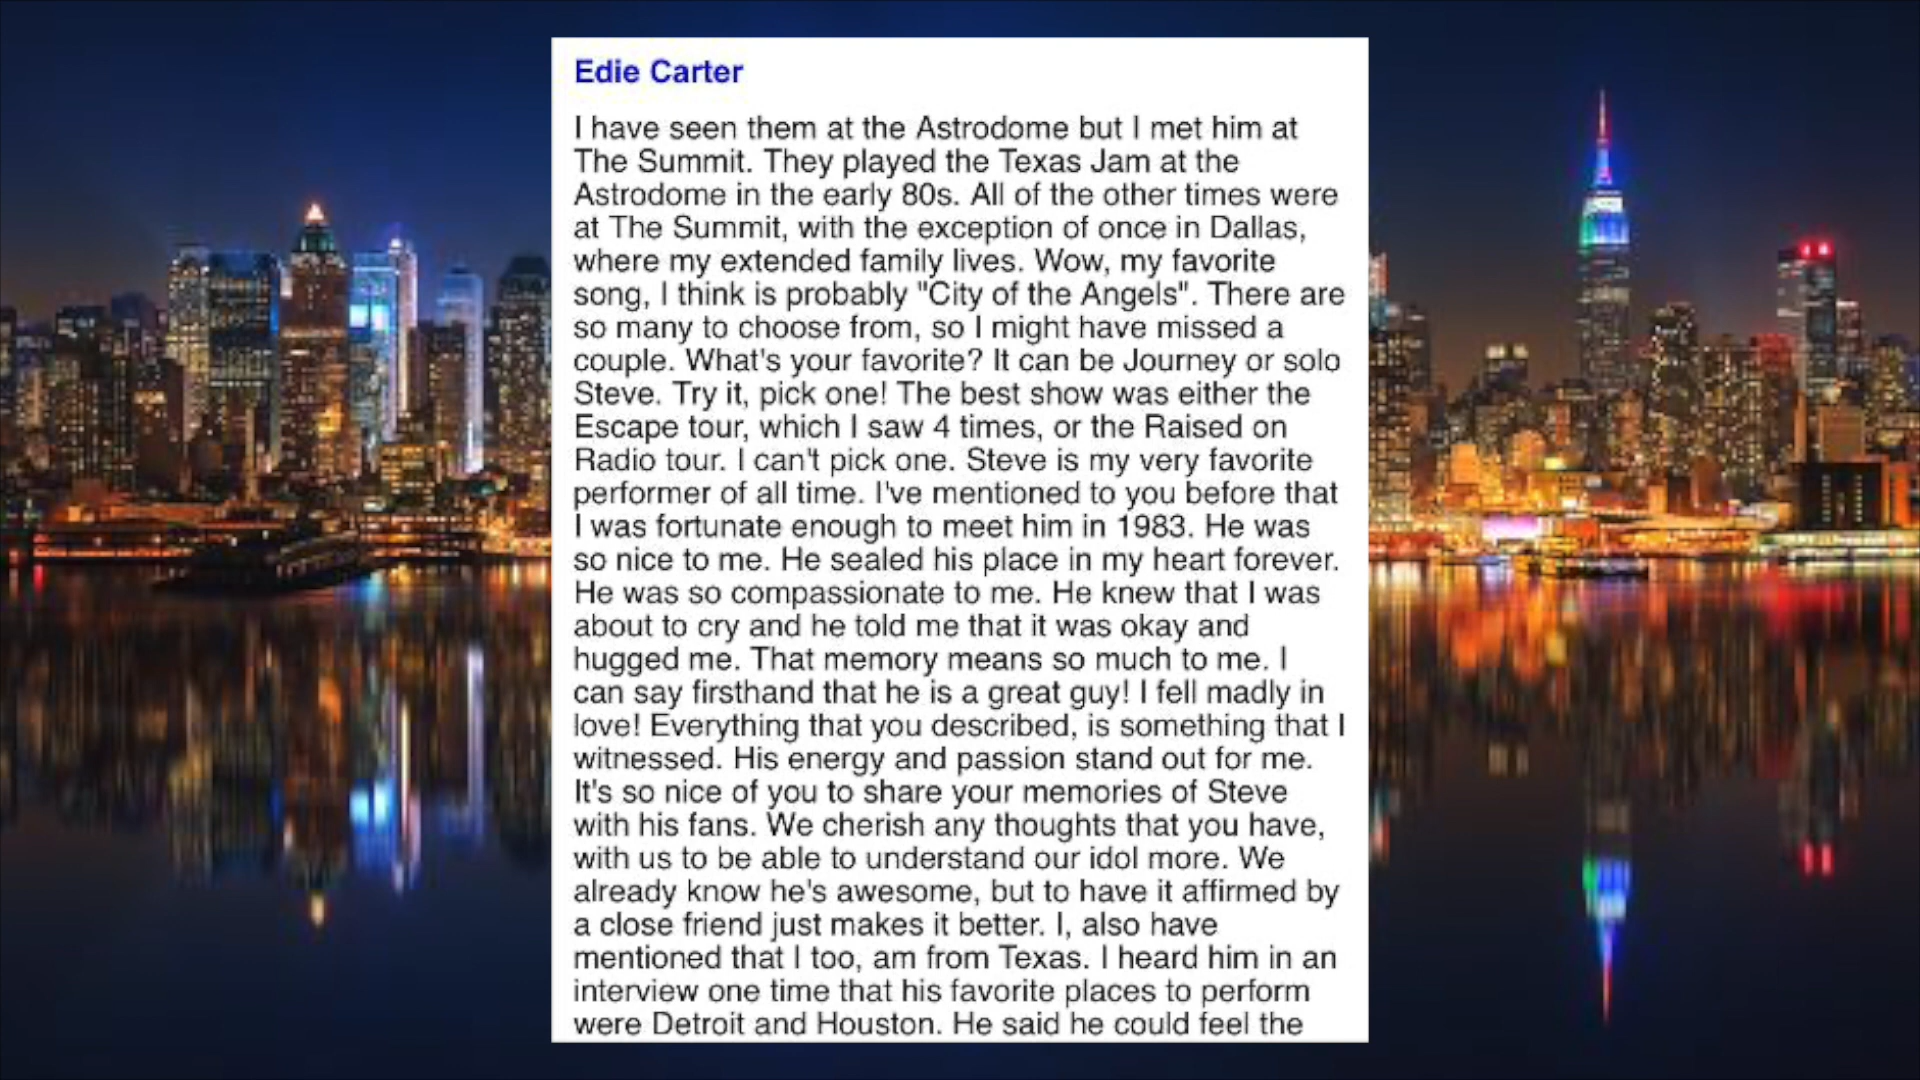 Edie Carter
I have seen them at the Astrodome but I met him at
The Summit. They played the Texas Jam at the
Astrodome in the early 80s. All of the other times were
at The Summit, with the exception of once in Dallas,
where my extended family lives. Wow, my favorite
song, I think is probably "City of the Angels". There are
so many to choose from, so I might have missed a
couple. What's your favorite? It can be Journey or solo
Steve. Try it, pick one! The best show was either the
Escape tour, which I saw 4 times, or the Raised on
Radio tour. I can't pick one. Steve is my very favorite
performer of all time. I've mentioned to you before that
I was fortunate enough to meet him in 1983. He was
so nice to me. He sealed his place in my heart forever.
He was so compassionate to me. He knew that I was
about to cry and he told me that it was okay and
hugged me. That memory means so much to me. I
can say firsthand that he is a great guy! I fell madly in
love! Everything that you described, is something that I
witnessed. His energy and passion stand out for me.
It's so nice of you to share your memories of Steve
with his fans. We cherish any thoughts that you have,
with us to be able to understand our idol more. We
already know he's awesome, but to have it affirmed by
a close friend just makes it better. I, also have
mentioned that I too, am from Texas. I heard him in an
interview one time that his favorite places to perform
were Detroit and Houston. He said he could feel the